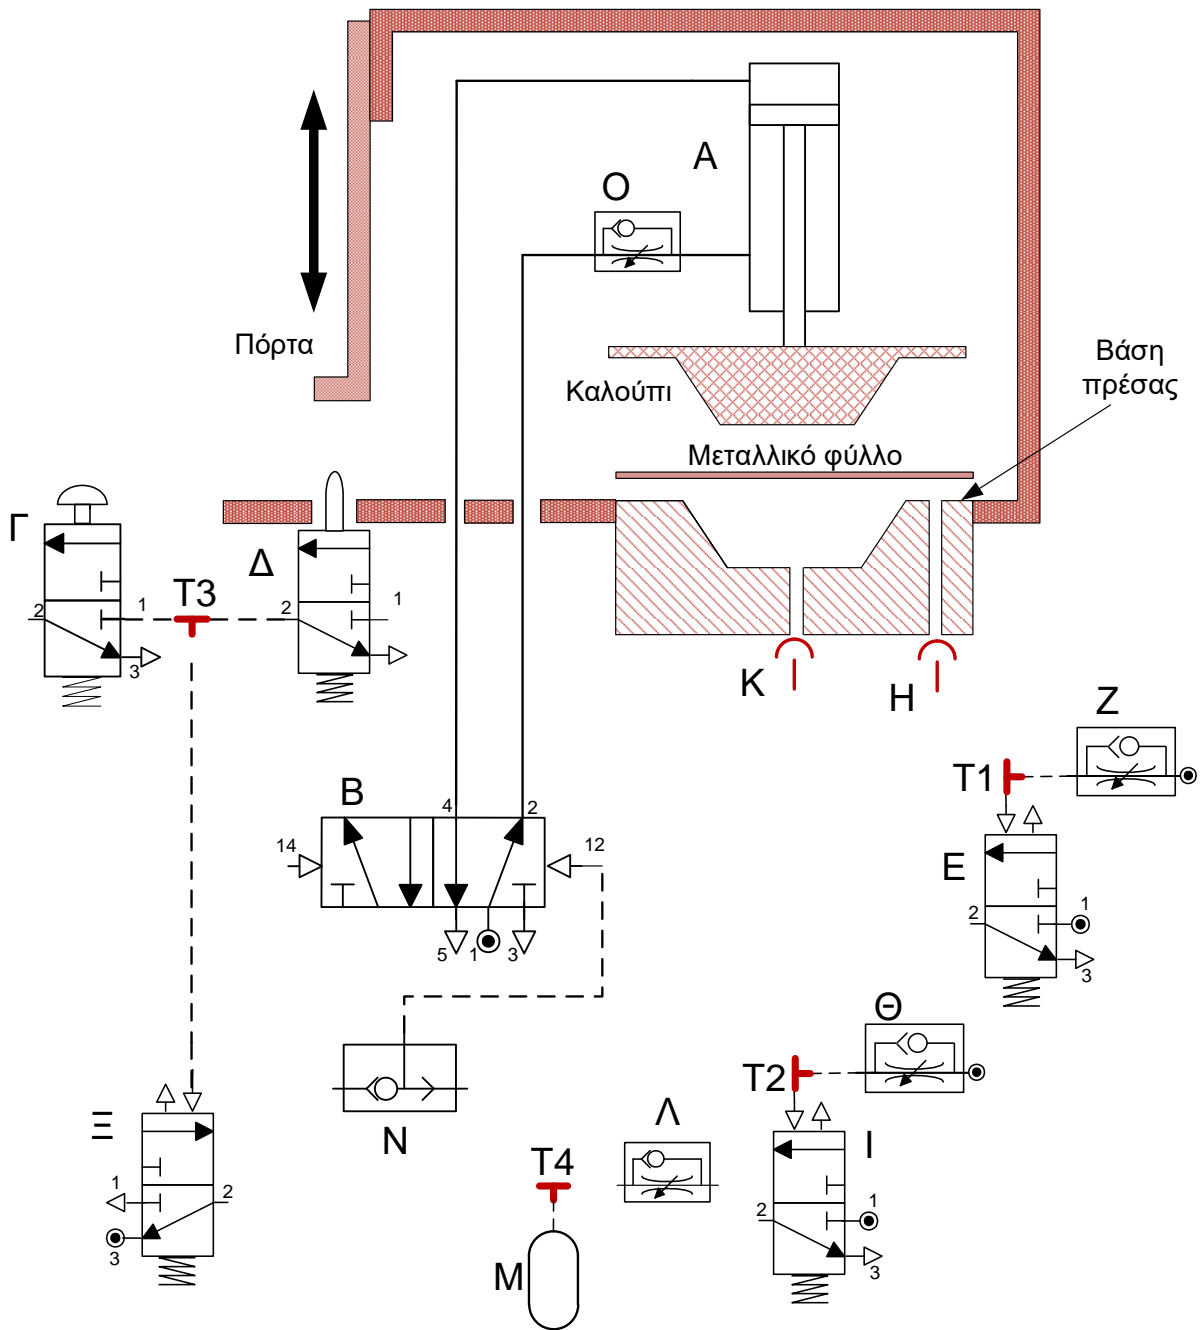 Α
Ο
Πόρτα
Βάση
πρέσας
Καλούπι
Μεταλλικό φύλλο
Γ
Δ
Τ3
2
1
3
2
1
Κ
Η
Ζ
Τ1
Β
4
2
14
12
5
1
3
Ε
2
1
3
Θ
Τ2
Ξ
Ν
Λ
Ι
Τ4
1
2
3
2
1
3
Μ